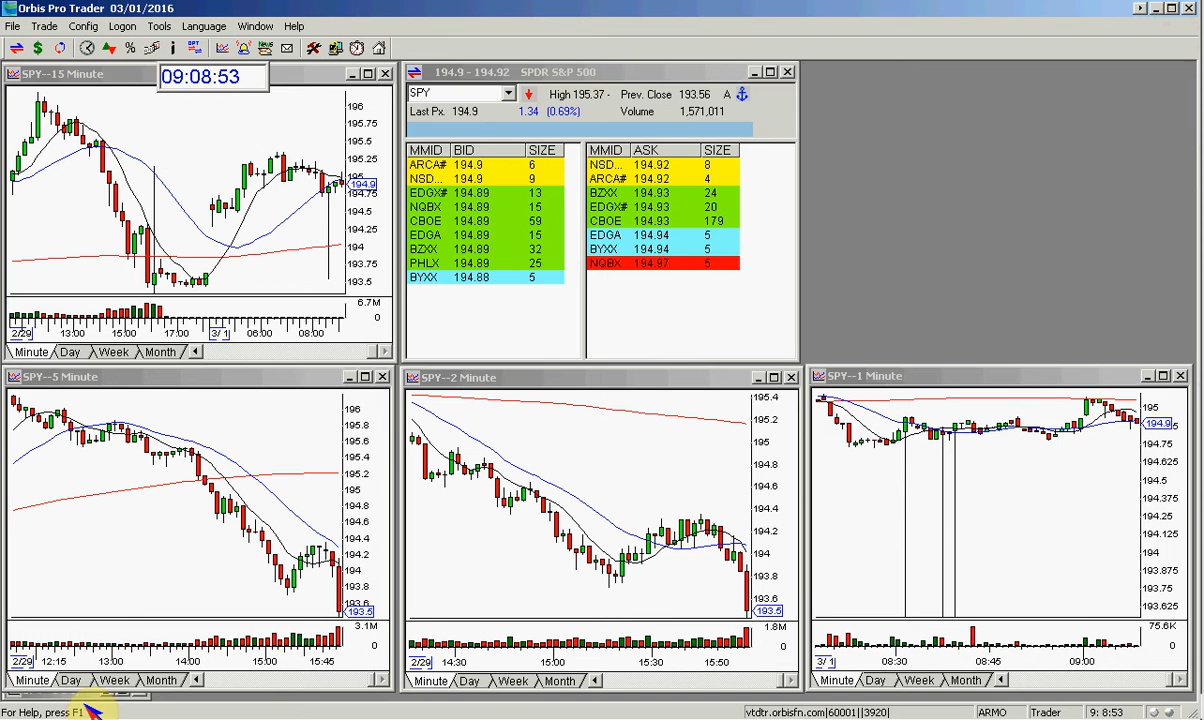 Orbis Pro Trader 03/01/2016
File Trade Config Logon Tools Language Window Help
SPY--15 Minute
09:08:53
96
95.75
95.5
95.25
194.9
94.75
94.5
94.25
94
93.75
93.5
6.7M
0
2/29 13:00 15:00 17:00 3/ 1 06:00 08:00
Minute Day Week Month
194.9 - 194.92 SPDR S&P 500
SPY High 195.37 - Prev. Close 193.56 A
Last Px. 194.9 1.34 (0.69%) Volume 1,571,011
MMID BID SIZE MMID ASK SIZE
ARCA# 194.9 6 NSD... 194.92 8
NSD... 194.9 9 ARCA# 194.92 4
EDGX# 194.89 13 BZXX 194.93 24
NQBX 194.89 15 EDGX# 194.93 20
CBOE 194.89 59 CBOE 194.93 179
EDGA 194.89 15 EDGA 194.94 5
BZXX 194.89 32 BYXX 194.94 5
PHLX 194.89 25 NQBX 194.97 5
BYXX 194.88 5
SPY--5 Minute
196
195.8
195.6
195.4
195.2
195
194.8
194.6
194.4
194.2
194
193.8
193.6
193.5
3.1M
0
2/29 12:15 13:00 14:00 15:00 15:45
Minute Day Week Month
SPY--2 Minute
195.4
195.2
195
194.8
194.6
194.4
194.2
194
193.8
193.6
193.5
1.8M
0
2/29 14:30 15:00 15:30 15:50
Minute Day Week Month
SPY--1 Minute
195
194.9
194.75
194.625
194.5
194.375
194.25
194.125
194
193.875
193.75
193.625
75.6K
0
3/ 1 08:30 08:45 09:00
Minute Day Week Month
For Help, press F1
vtdtr.orbisfn.com|60001||3920| ARMO Trader 9: 8:53